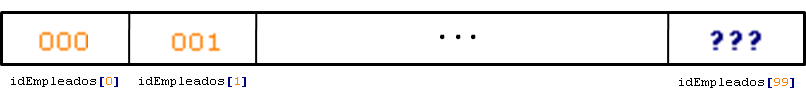 000 001 ... ???
idEmpleados[0] idEmpleados[1] idEmpleados[99]